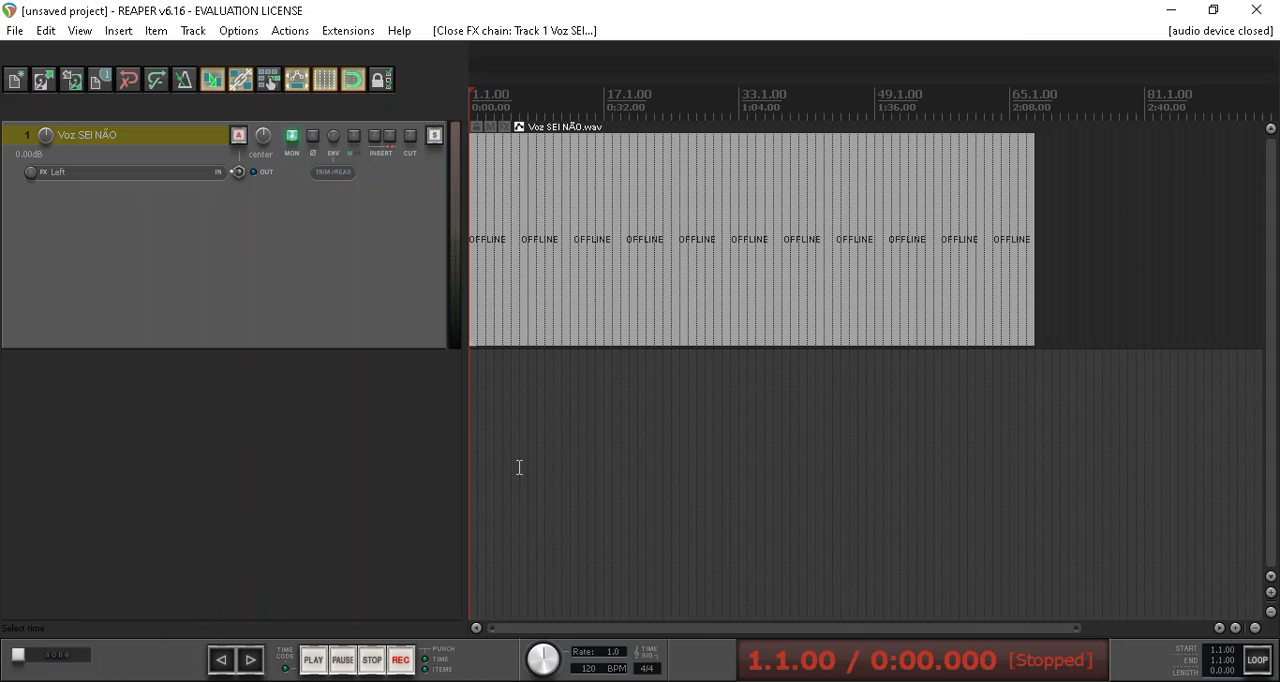 [unsaved project] - REAPER v6.16 - EVALUATION LICENSE
File Edit View Insert Item Track Options Actions Extensions Help [Close FX chain: Track 1 Voz SEI...] [audio device closed]
1.1.00 17.1.00 33.1.00 49.1.00 65.1.00 81.1.00
0:00.00 0:32.00 1:04.00 1:36.00 2:08.00 2:40.00
Voz SEI NÃO.wav
1 Voz SEI NÃO A S
0.00dB center MON ENV INSERT CUT
FX Left IN OUT TRIM/READ
OFFLINE OFFLINE OFFLINE OFFLINE OFFLINE OFFLINE OFFLINE OFFLINE OFFLINE OFFLINE OFFLINE
Select time
TIME CODE PLAY PAUSE STOP REC
PUNCH
TIME
ITEMS
Rate: 1.0
120 BPM
TIME SIG
4/4
1.1.00 / 0:00.000 [Stopped]
START 1.1.00
END 1.1.00
LENGTH 0.0.00
LOOP